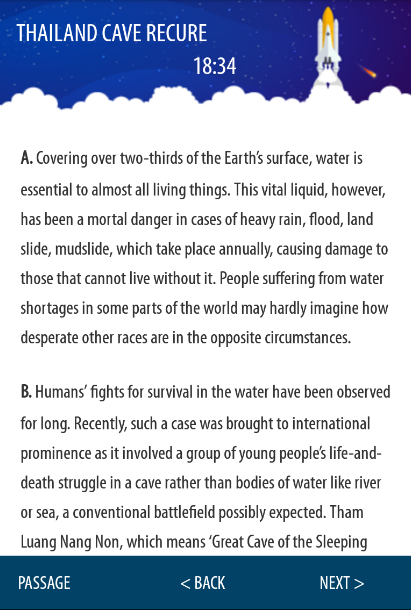 THAILAND CAVE RECURE
18:34
A. Covering over two-thirds of the Earth's surface, water is
essential to almost all living things. This vital liquid, however,
has been a mortal danger in cases of heavy rain, flood, land
slide, mudslide, which take place annually, causing damage to
those that cannot live without it. People suffering from water
shortages in some parts of the world may hardly imagine how
desperate other races are in the opposite circumstances.
B. Humans' fights for survival in the water have been observed
for long. Recently, such a case was brought to international
prominence as it involved a group of young people's life-and-
death struggle in a cave rather than bodies of water like river
or sea, a conventional battlefield possibly expected. Tham
Luang Nang Non, which means 'Great Cave of the Sleeping
PASSAGE
< BACK
NEXT >